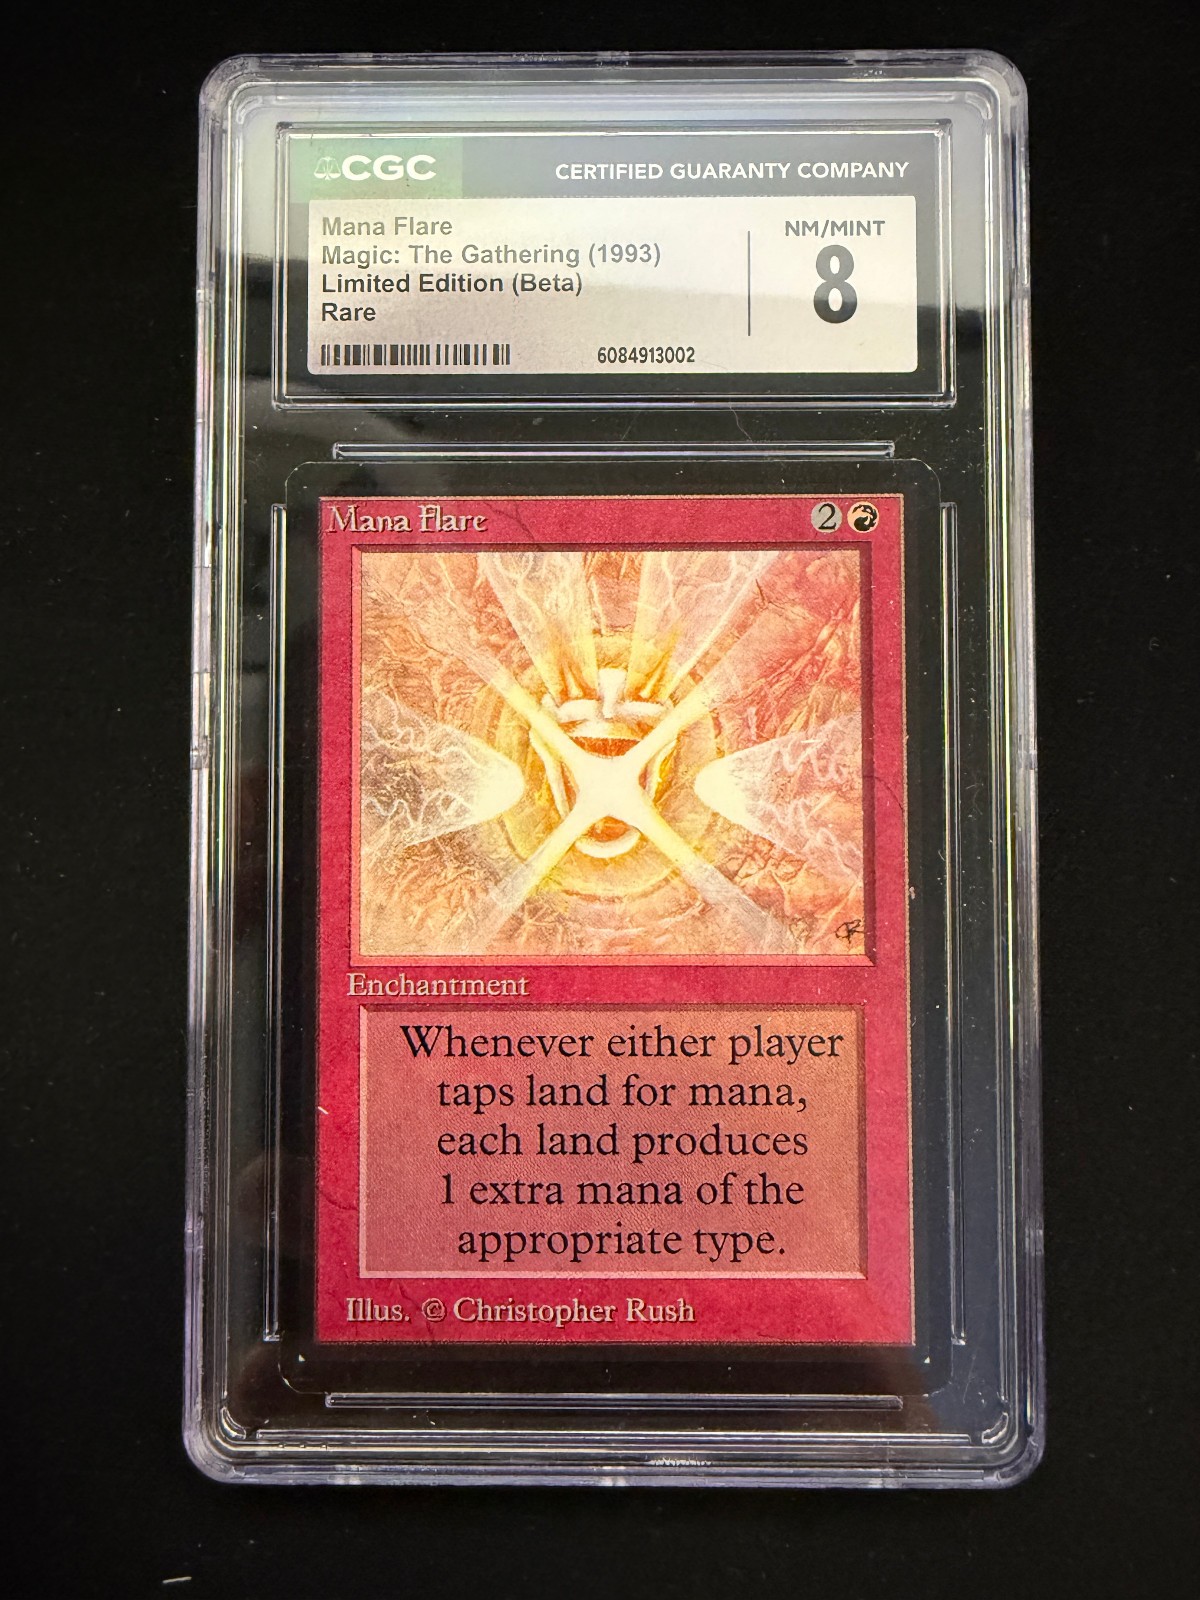 CGC
CERTIFIED GUARANTY COMPANY
Mana Flare
Magic: The Gathering (1993)
Limited Edition (Beta)
Rare
NM/MINT
8
6084913002
Mana Flare
2
Enchantment
Whenever either player
taps land for mana,
each land produces
1 extra mana of the
appropriate type.
Illus. © Christopher Rush